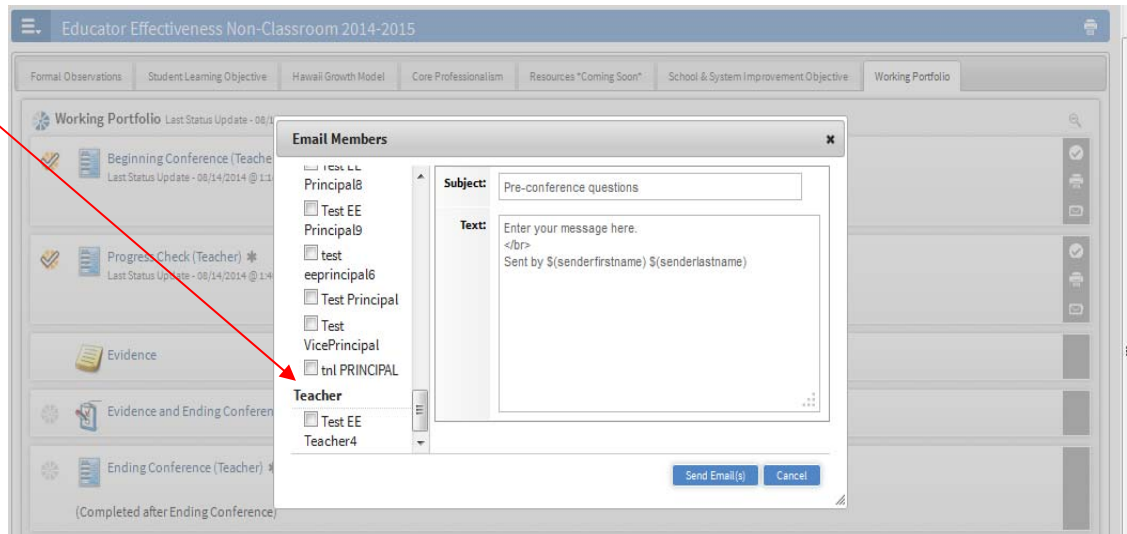 Educator Effectiveness Non-Classroom 2014-2015
Formal Observations Student Learning Objective Hawaii Growth Model Core Professionalism Resources *Coming Soon* School & System Improvement Objective Working Portfolio
Working Portfolio Last Status Update - 08/1
Beginning Conference (Teache
Last Status Update - 08/14/2014 @ 1:1
Progress Check (Teacher) *
Last Status Update - 08/14/2014 @ 1:4
Evidence
Evidence and Ending Conferen
Ending Conference (Teacher) *
(Completed after Ending Conference)
Email Members
Test EE
Principal8
Test EE
Principal9
test
eeprincipal6
Test Principal
Test
VicePrincipal
tnl PRINCIPAL
Teacher
Test EE
Teacher4
Subject: Pre-conference questions
Text: Enter your message here.
</br>
Sent by $(senderfirstname) $(senderlastname)
Send Email(s) Cancel